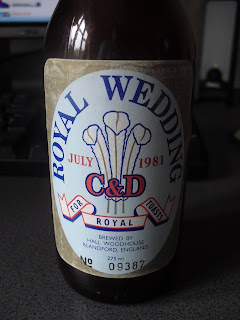 ROYAL WEDDING
JULY 1981
C&D
FOR ROYAL TOASTS
BREWED BY
HALL WOODHOUSE
BLANDFORD, ENGLAND
275 ml
No 09387